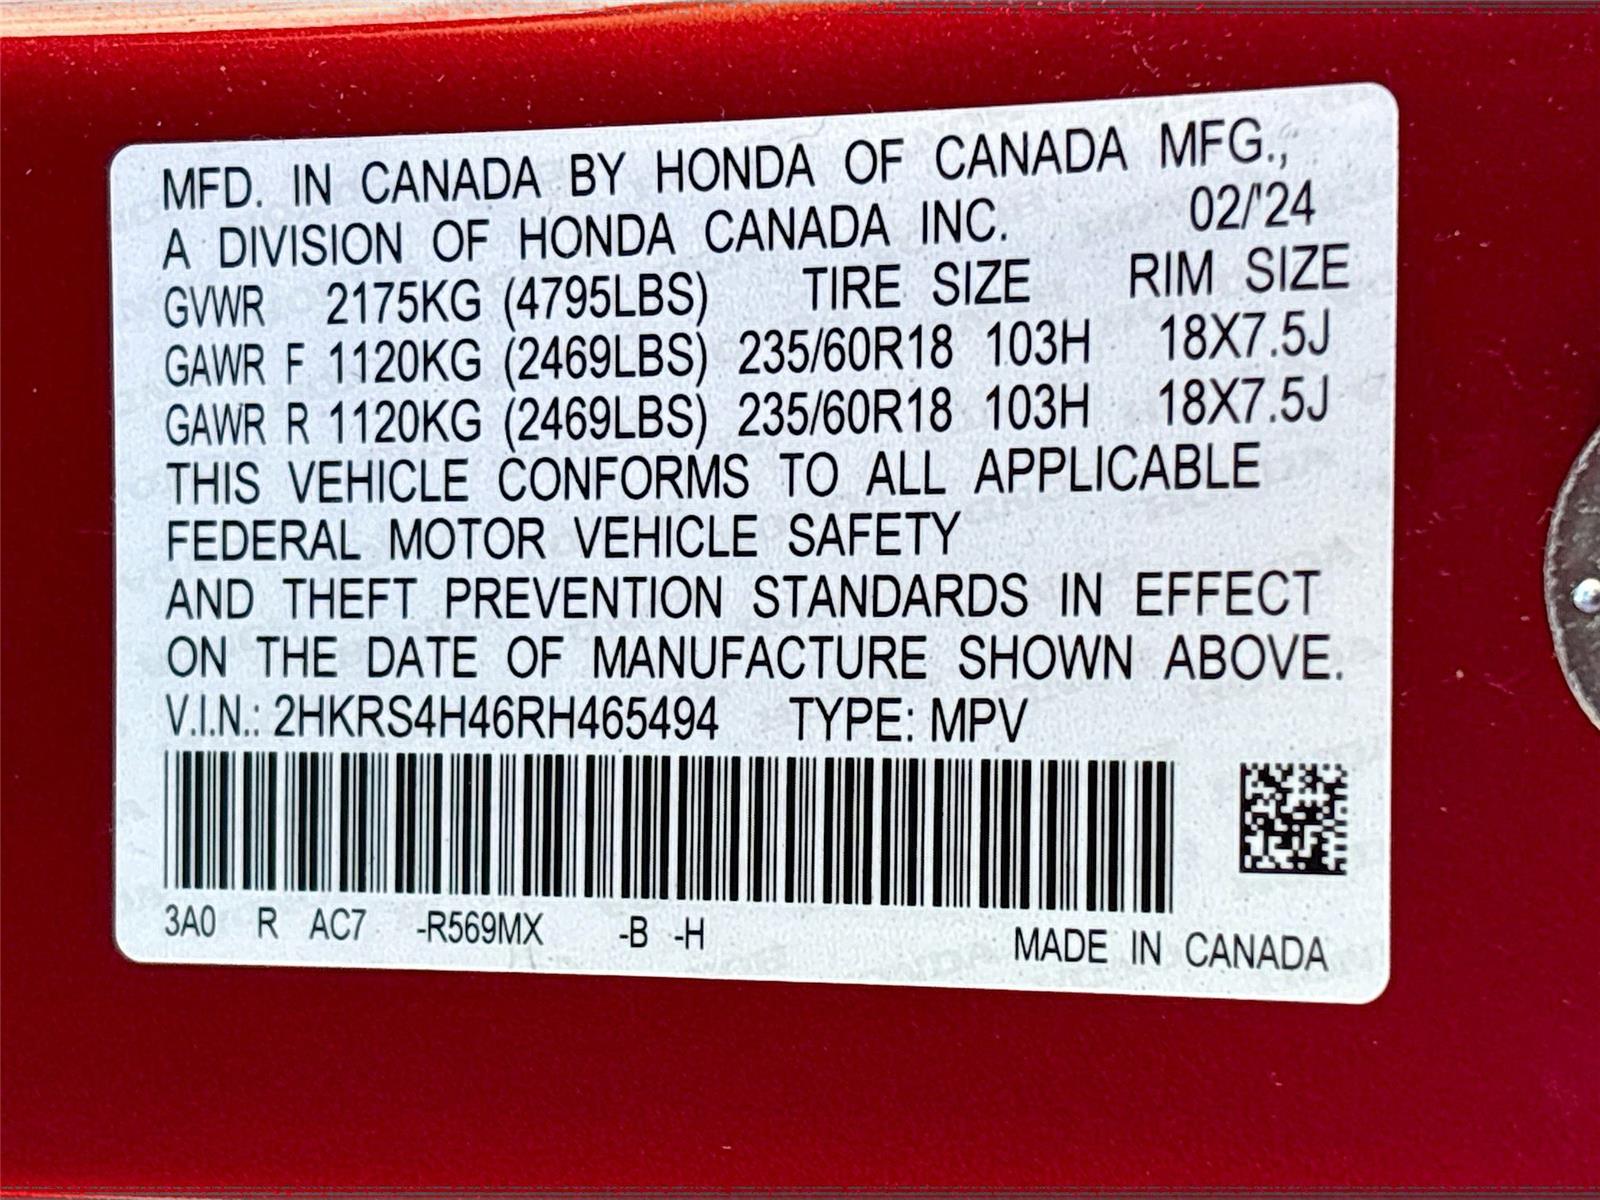 MFD. IN CANADA BY HONDA OF CANADA MFG.,
A DIVISION OF HONDA CANADA INC. 02/'24
GVWR 2175KG (4795LBS) TIRE SIZE RIM SIZE
GAWR F 1120KG (2469LBS) 235/60R18 103H 18X7.5J
GAWR R 1120KG (2469LBS) 235/60R18 103H 18X7.5J
THIS VEHICLE CONFORMS TO ALL APPLICABLE
FEDERAL MOTOR VEHICLE SAFETY
AND THEFT PREVENTION STANDARDS IN EFFECT
ON THE DATE OF MANUFACTURE SHOWN ABOVE.
V.I.N.: 2HKRS4H46RH465494 TYPE: MPV
3A0 R AC7 -R569MX -B -H MADE IN CANADA